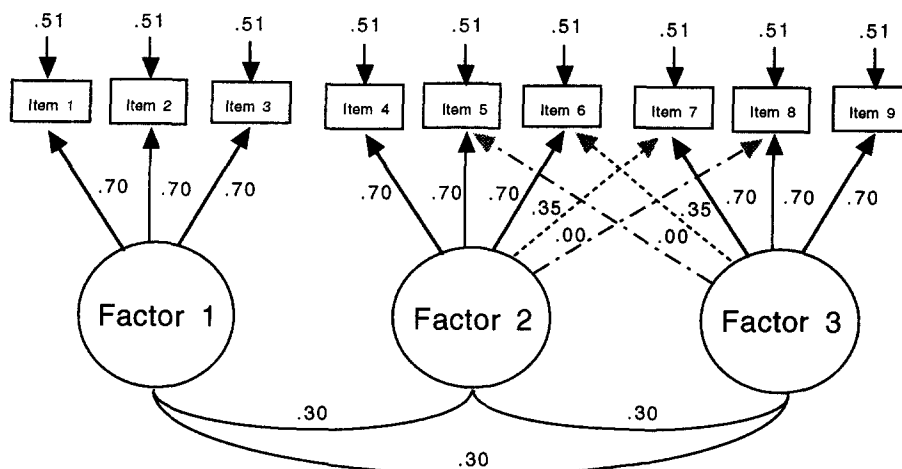 .51 .51 .51 .51 .51 .51 .51 .51 .51
Item 1 Item 2 Item 3 Item 4 Item 5 Item 6 Item 7 Item 8 Item 9
.70 .70 .70 .70 .70 .70 .35 .35 .70 .70 .70
.00 .00
Factor 1 Factor 2 Factor 3
.30 .30
.30